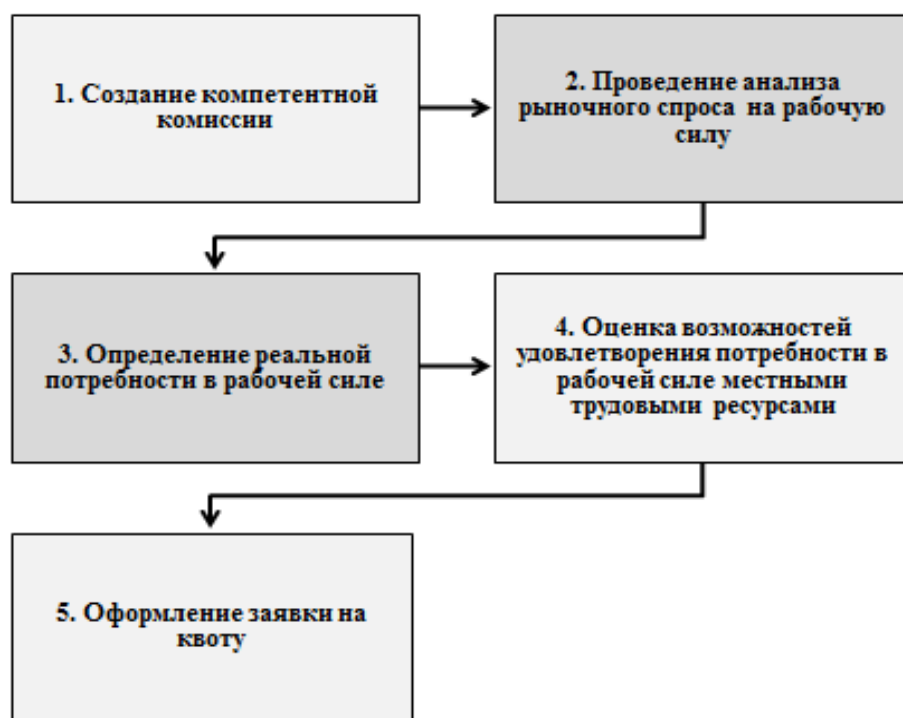 1. Создание компетентной
комиссии
2. Проведение анализа
рыночного спроса на рабочую
силу
3. Определение реальной
потребности в рабочей силе
4. Оценка возможностей
удовлетворения потребности в
рабочей силе местными
трудовыми ресурсами
5. Оформление заявки на
квоту